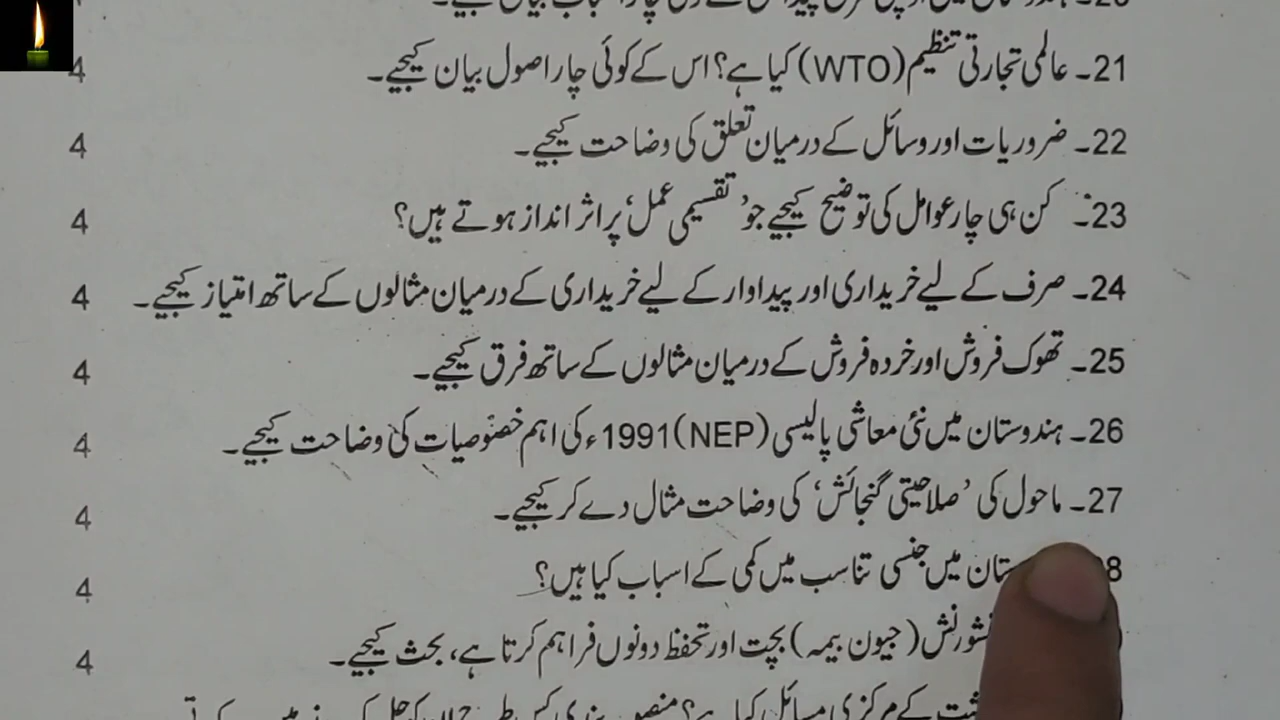 21۔ عالمی تجارتی تنظیم (WTO) کیا ہے؟ اس کے کوئی چار اصول بیان کیجیے۔ 4
22۔ ضروریات اور وسائل کے درمیان تعلق کی وضاحت کیجیے۔ 4
23۔ کن ہی چار عوامل کی توضیح کیجیے جو ’تقسیمی عمل‘ پر اثر انداز ہوتے ہیں؟ 4
24۔ صرف کے لیے خریداری اور پیداوار کے لیے خریداری کے درمیان مثالوں کے ساتھ امتیاز کیجیے۔ 4
25۔ تھوک فروش اور خردہ فروش کے درمیان مثالوں کے ساتھ فرق کیجیے۔ 4
26۔ ہندوستان میں نئی معاشی پالیسی (NEP) 1991ء کی اہم خصوصیات کی وضاحت کیجیے۔ 4
27۔ ماحول کی ’صلاحیتی گنجائش‘ کی وضاحت مثال دے کر کیجیے۔ 4
میں جنسی تناسب میں کمی کے اسباب کیا ہیں؟ 4
(جیون بیمہ) بچت اور تحفظ دونوں فراہم کرتا ہے، بحث کیجیے۔ 4
کے مرکزی مسائل کیا